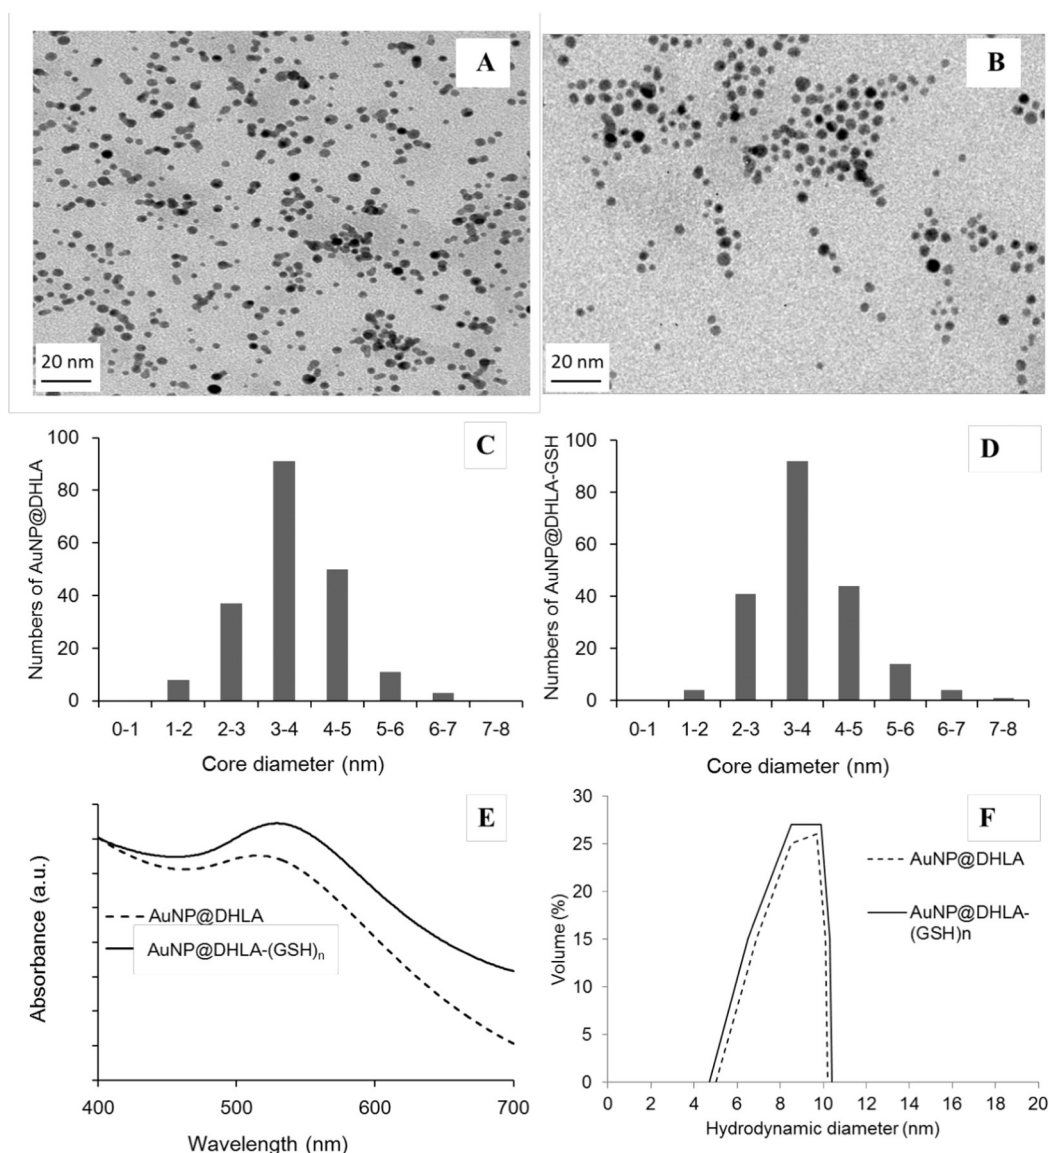 A
B
20 nm
20 nm
C
D
Numbers of AuNP@DHLA
100
80
60
40
20
0
0-1 1-2 2-3 3-4 4-5 5-6 6-7 7-8
Core diameter (nm)
Numbers of AuNP@DHLA-GSH
100
80
60
40
20
0
0-1 1-2 2-3 3-4 4-5 5-6 6-7 7-8
Core diameter (nm)
E
Absorbance (a.u.)
AuNP@DHLA
AuNP@DHLA-(GSH)n
400 500 600 700
Wavelength (nm)
F
Volume (%)
30
25
20
15
10
5
0
AuNP@DHLA
AuNP@DHLA-
(GSH)n
0 2 4 6 8 10 12 14 16 18 20
Hydrodynamic diameter (nm)